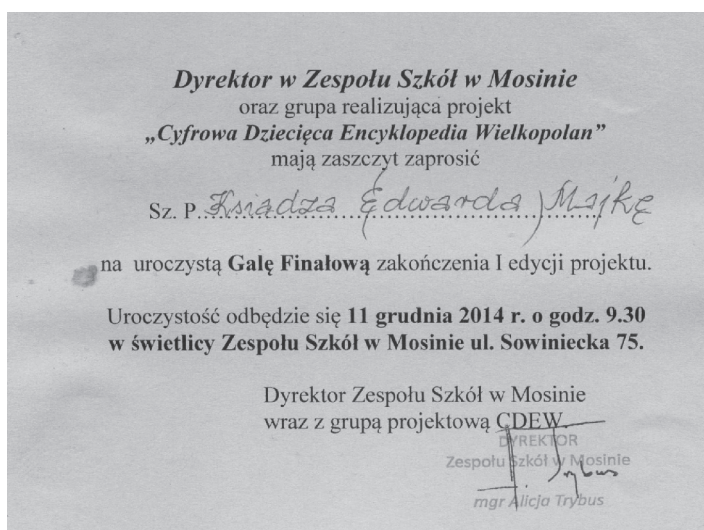 Dyrektor w Zespołu Szkół w Mosinie
oraz grupa realizująca projekt
„Cyfrowa Dziecięca Encyklopedia Wielkopolan”
mają zaszczyt zaprosić
Sz. P. Księdza Edwarda Majkę
na uroczystą Galę Finałową zakończenia I edycji projektu.
Uroczystość odbędzie się 11 grudnia 2014 r. o godz. 9.30
w świetlicy Zespołu Szkół w Mosinie ul. Sowiniecka 75.
Dyrektor Zespołu Szkół w Mosinie
wraz z grupą projektową CDEW.
DYREKTOR
Zespołu Szkół w Mosinie
Trybus
mgr Alicja Trybus